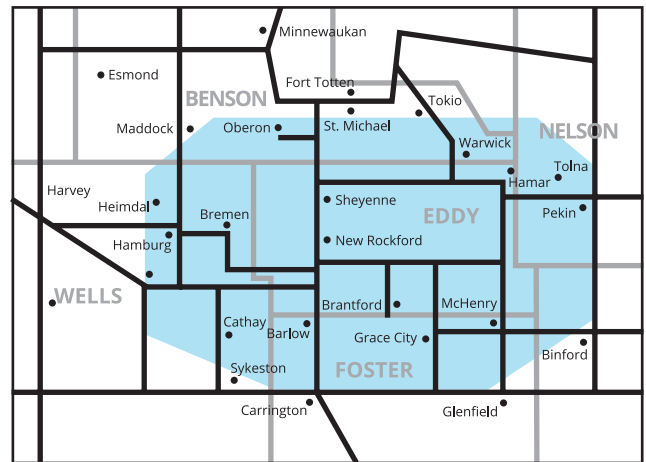 Minnewaukan
Esmond
Fort Totten
BENSON
Tokio
Maddock
Oberon
St. Michael
NELSON
Warwick
Tolna
Hamar
Harvey
Heimdal
Bremen
Sheyenne
EDDY
Pekin
Hamburg
New Rockford
WELLS
Brantford
McHenry
Cathay
Barlow
Grace City
Binford
Sykeston
FOSTER
Carrington
Glenfield